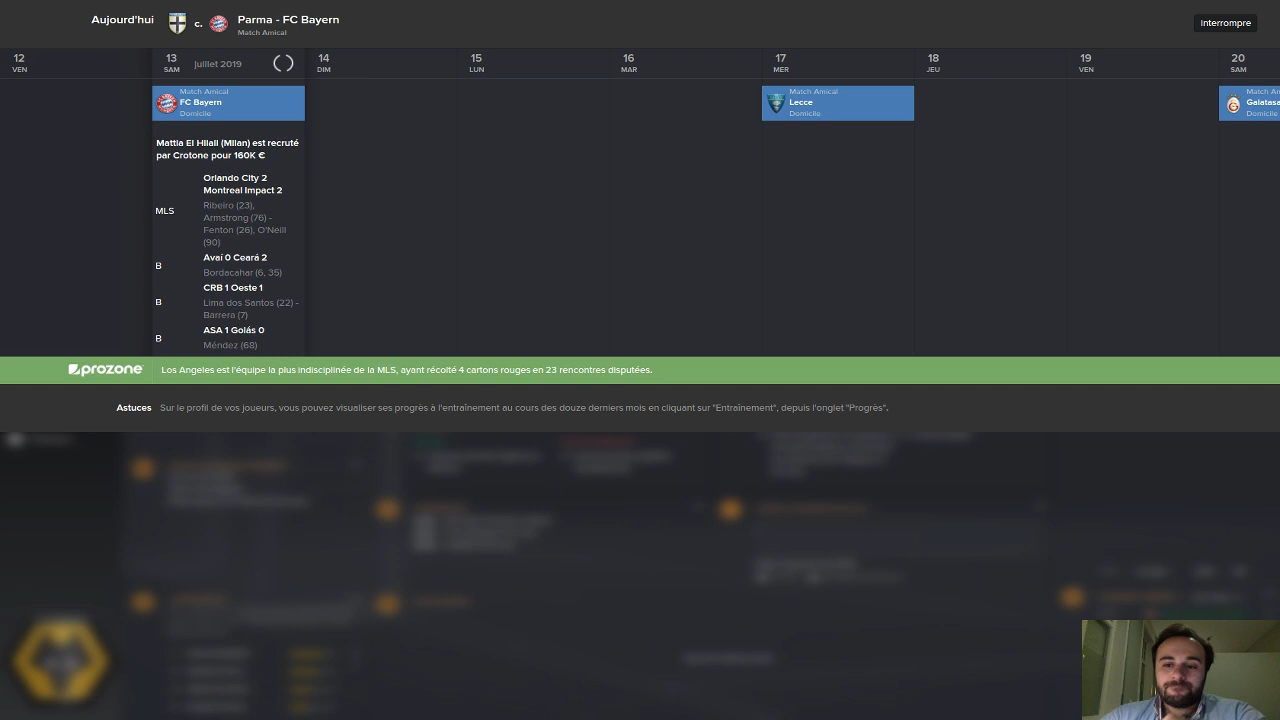 Aujourd'hui
c.
Parma - FC Bayern
Match Amical
Interrompre
12
VEN
13
SAM
juillet 2019
14
DIM
15
LUN
16
MAR
17
MER
18
JEU
19
VEN
20
SAM
Match Amical
FC Bayern
Domicile
Match Amical
Lecce
Domicile
Match An
Galatasa
Domicile
Mattia El Hilali (Milan) est recruté
par Crotone pour 160K €
MLS
Orlando City 2
Montreal Impact 2
Ribeiro (23),
Armstrong (76) -
Fenton (26), O'Neill
(90)
B
Avaí 0 Ceará 2
Bordacahar (6, 35)
B
CRB 1 Oeste 1
Lima dos Santos (22) -
Barrera (7)
B
ASA 1 Goiás 0
Méndez (68)
prozone
Los Angeles est l'équipe la plus indisciplinée de la MLS, ayant récolté 4 cartons rouges en 23 rencontres disputées.
Astuces
Sur le profil de vos joueurs, vous pouvez visualiser ses progrès à l'entraînement au cours des douze derniers mois en cliquant sur "Entraînement", depuis l'onglet "Progrès".